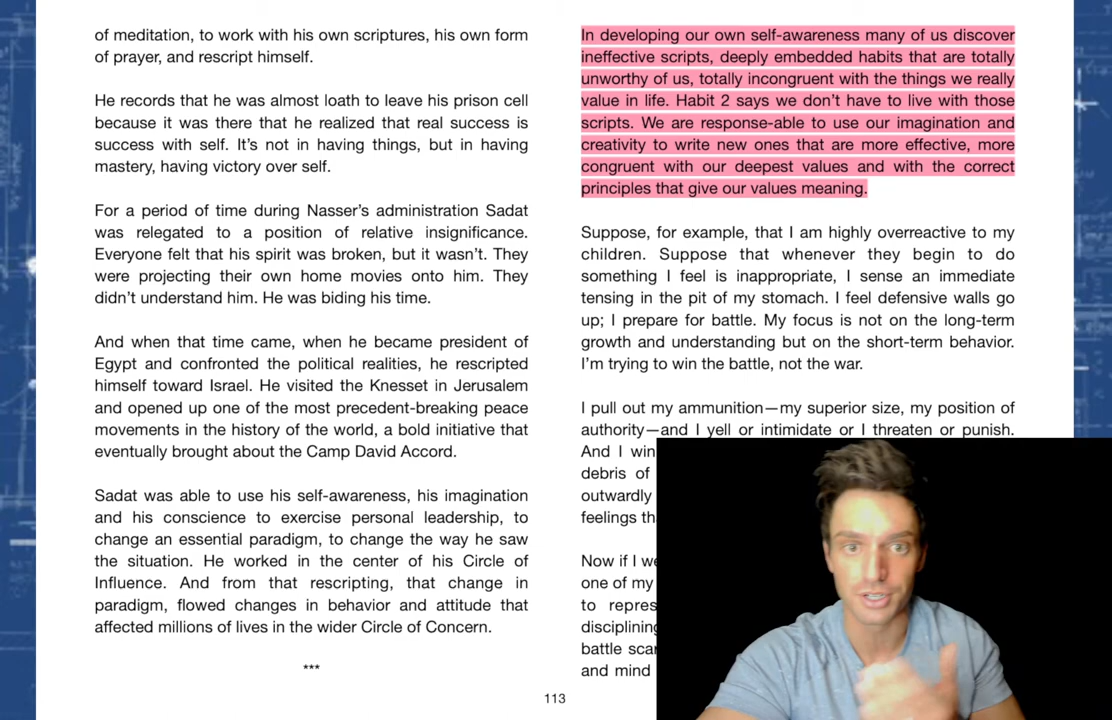 of meditation, to work with his own scriptures, his own form
of prayer, and rescript himself.
He records that he was almost loath to leave his prison cell
because it was there that he realized that real success is
success with self. It’s not in having things, but in having
mastery, having victory over self.
For a period of time during Nasser’s administration Sadat
was relegated to a position of relative insignificance.
Everyone felt that his spirit was broken, but it wasn’t. They
were projecting their own home movies onto him. They
didn’t understand him. He was biding his time.
And when that time came, when he became president of
Egypt and confronted the political realities, he rescripted
himself toward Israel. He visited the Knesset in Jerusalem
and opened up one of the most precedent-breaking peace
movements in the history of the world, a bold initiative that
eventually brought about the Camp David Accord.
Sadat was able to use his self-awareness, his imagination
and his conscience to exercise personal leadership, to
change an essential paradigm, to change the way he saw
the situation. He worked in the center of his Circle of
Influence. And from that rescripting, that change in
paradigm, flowed changes in behavior and attitude that
affected millions of lives in the wider Circle of Concern.
***
In developing our own self-awareness many of us discover
ineffective scripts, deeply embedded habits that are totally
unworthy of us, totally incongruent with the things we really
value in life. Habit 2 says we don’t have to live with those
scripts. We are response-able to use our imagination and
creativity to write new ones that are more effective, more
congruent with our deepest values and with the correct
principles that give our values meaning.
Suppose, for example, that I am highly overreactive to my
children. Suppose that whenever they begin to do
something I feel is inappropriate, I sense an immediate
tensing in the pit of my stomach. I feel defensive walls go
up; I prepare for battle. My focus is not on the long-term
growth and understanding but on the short-term behavior.
I’m trying to win the battle, not the war.
I pull out my ammunition—my superior size, my position of
authority—and I yell or intimidate or I threaten or punish.
And I win
debris of
outwardly
feelings
Now if I
one of my
to
battle
and mind
113